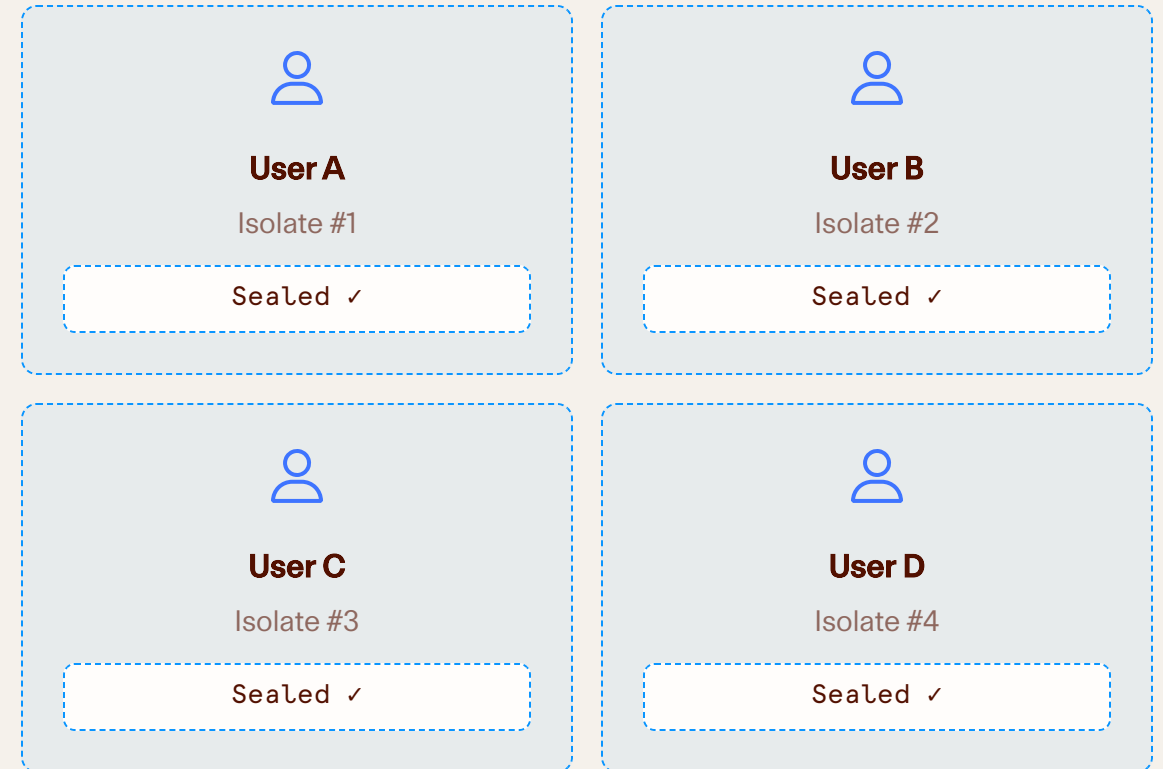 User A
Isolate #1
Sealed ✓
User B
Isolate #2
Sealed ✓
User C
Isolate #3
Sealed ✓
User D
Isolate #4
Sealed ✓